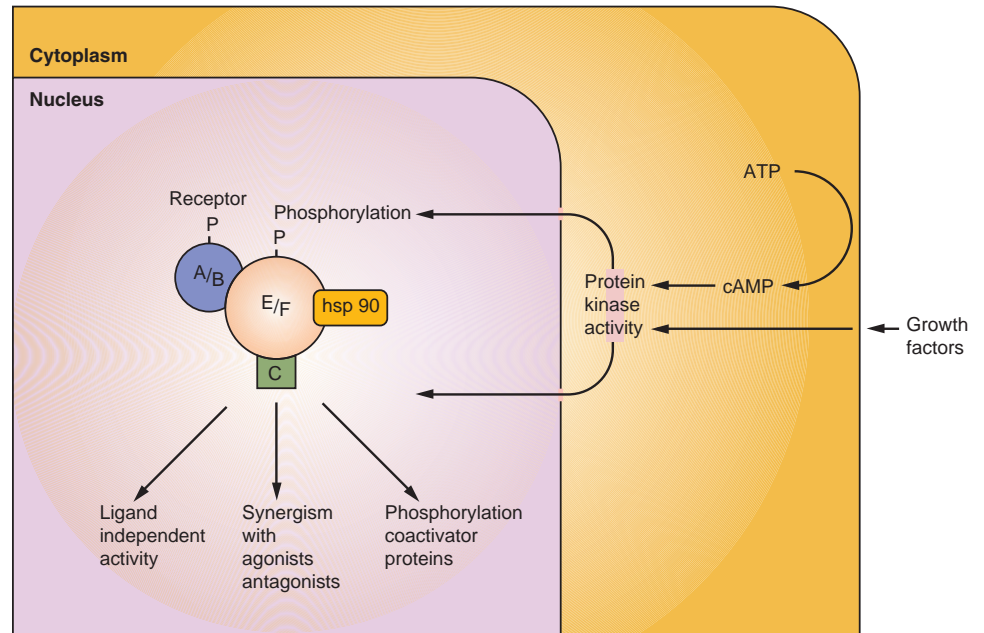 Cytoplasm
Nucleus
ATP
Receptor
P
Phosphorylation
P
A/B
E/F
hsp 90
C
Protein
kinase
activity
cAMP
Growth
factors
Ligand
independent
activity
Synergism
with
agonists
antagonists
Phosphorylation
coactivator
proteins